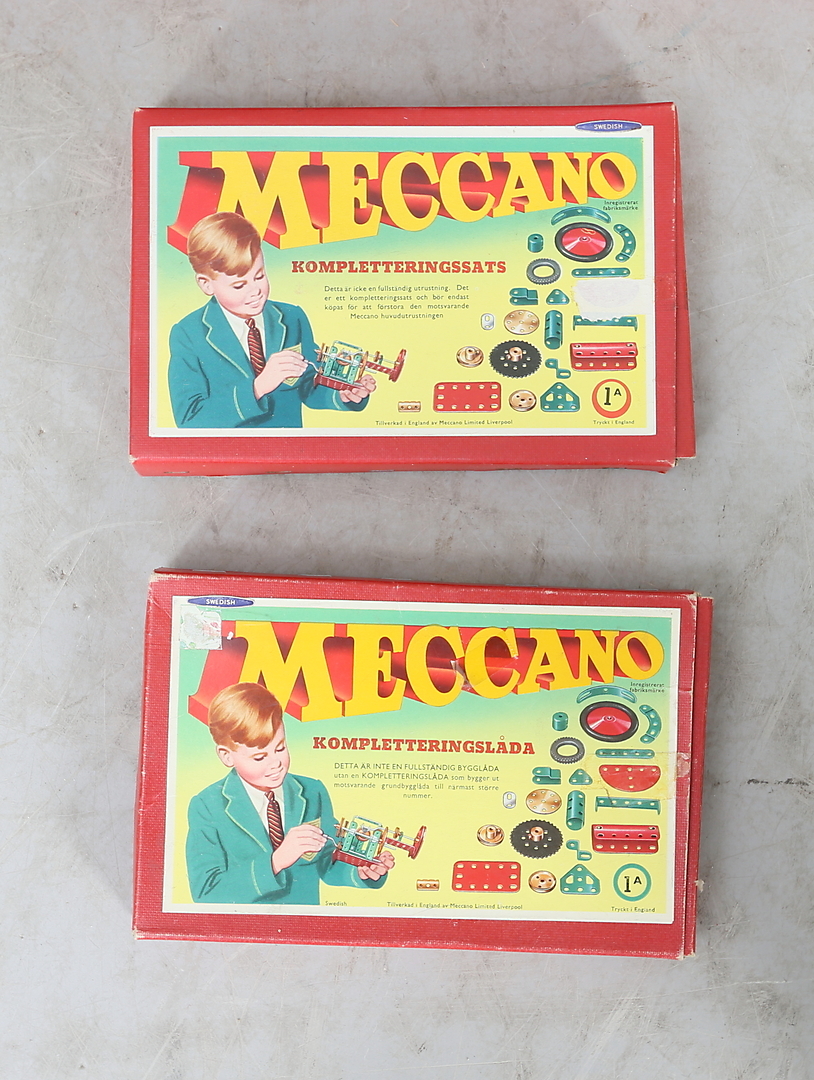 SWEDISH
MECCANO
Inregistrerat
fabriksmärke
KOMPLETTERINGSSATS
Detta är icke en fullständig utrustning. Det
er ett kompletteringssats och bör endast
köpas för att förstora den motsvarande
Meccano huvudutrustningen
1A
Tillverkad i England av Meccano Limited Liverpool
Tryckt i England
SWEDISH
MECCANO
Inregistrerat
fabriksmärke
KOMPLETTERINGSLÅDA
DETTA ÄR INTE EN FULLSTÄNDIG BYGGLÅDA
utan en KOMPLETTERINGSLÅDA som bygger ut
motsvarande grundbygglåda till närmast större
nummer.
1A
Swedish
Tillverkad i England av Meccano Limited Liverpool
Tryckt i England